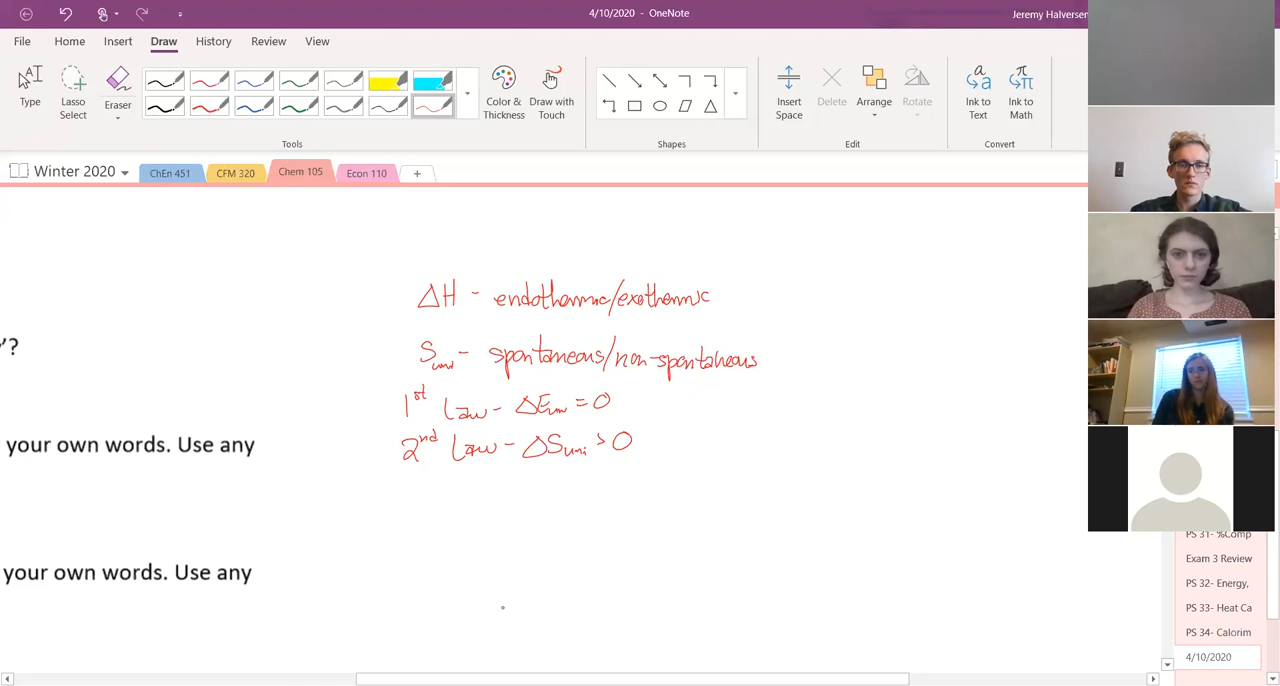 4/10/2020 - OneNote
Jeremy Halversen
File Home Insert Draw History Review View
Type
Lasso Select
Eraser
Color & Thickness
Draw with Touch
Insert Space
Delete
Arrange
Rotate
Ink to Text
Ink to Math
Tools
Shapes
Edit
Convert
Winter 2020
ChEn 451
CFM 320
Chem 105
Econ 110
+
ΔH - endothermic/exothermic
y'?
Suni - spontaneous/non-spontaneous
1st Law - ΔEuni = 0
your own words. Use any
2nd Law - ΔSuni > 0
your own words. Use any
PS 31- %Comp
Exam 3 Review
PS 32- Energy,
PS 33- Heat Ca
PS 34- Calorim
4/10/2020